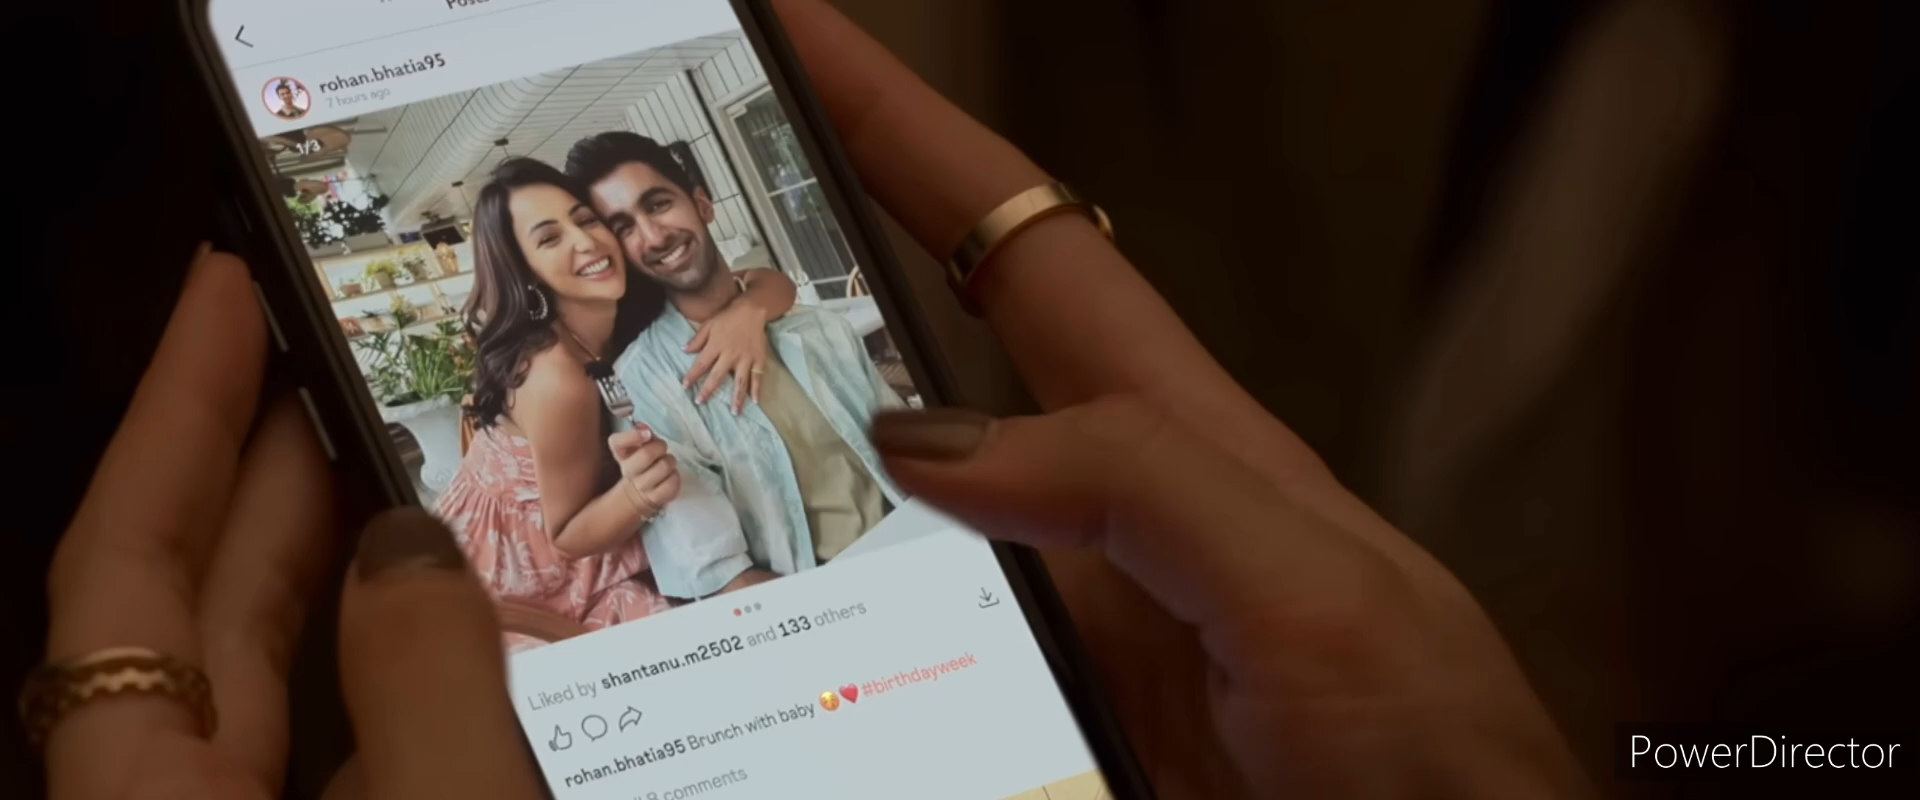 rohan.bhatia95
7 hours ago
1/3
Liked by shantanu.m2502 and 133 others
rohan.bhatia95 Brunch with baby 😚❤️ #birthdayweek
comments
PowerDirector